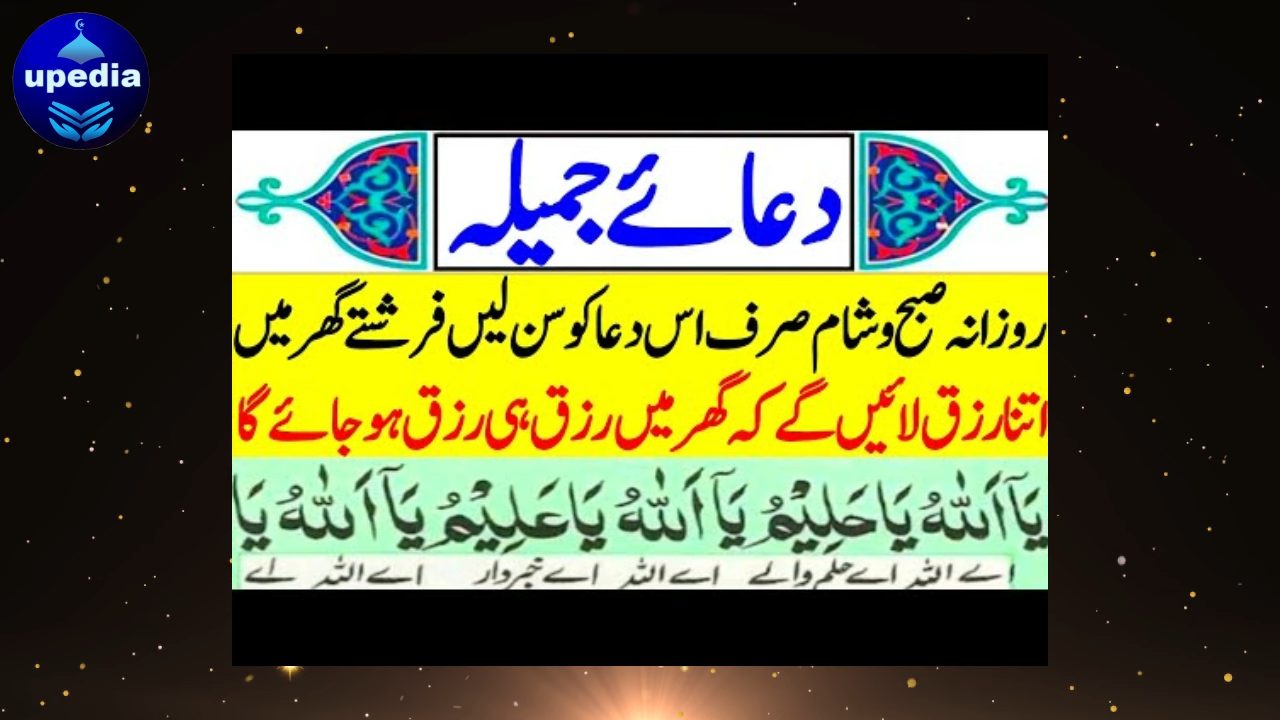 upedia
دعائے جمیلہ
روزانہ صبح و شام صرف اس دعا کو سن لیں فرشتے گھر میں
اتنا رزق لائیں گے کہ گھر میں رزق ہی رزق ہو جائے گا
يَآ اَللّٰهُ يَا حَلِيْمُ يَآ اَللّٰهُ يَا عَلِيْمُ يَآ اَللّٰهُ يَا
اے اللہ اے حلم والے اے اللہ اے خبردار اے اللہ اے